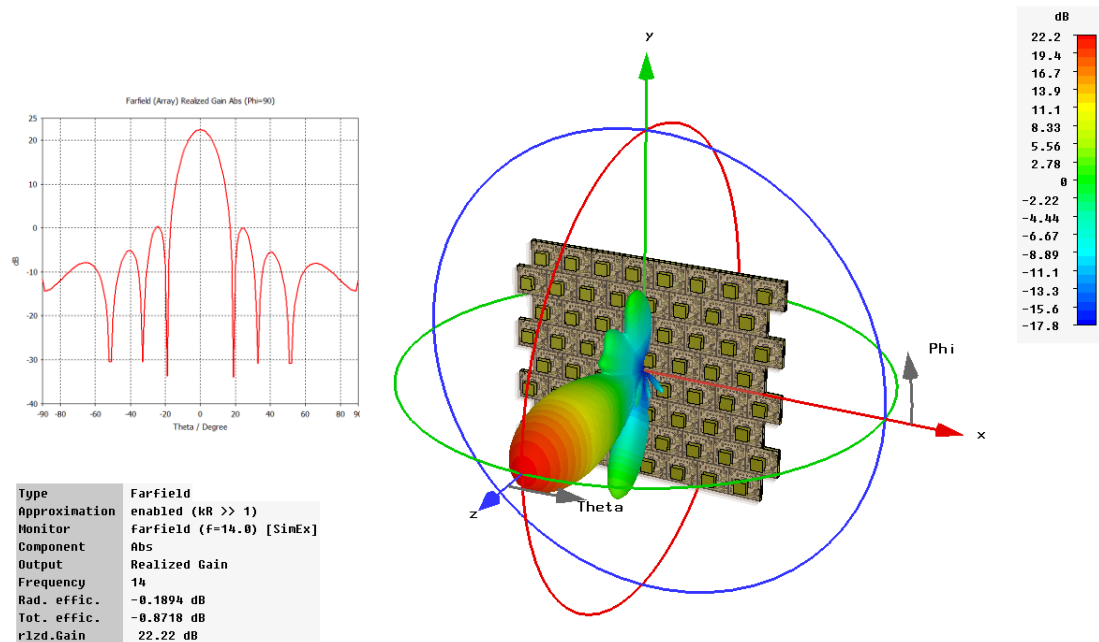 Farfield (Array) Realized Gain Abs (Phi=90)
25
20
10
0
-10
-20
-30
-40
dB
-90 -80 -60 -40 -20 0 20 40 60 80 90
Theta / Degree
Type Farfield
Approximation enabled (kR >> 1)
Monitor farfield (f=14.0) [SimEx]
Component Abs
Output Realized Gain
Frequency 14
Rad. effic. -0.1894 dB
Tot. effic. -0.8718 dB
rlzd.Gain 22.22 dB
y
x
z
Phi
Theta
dB
22.2
19.4
16.7
13.9
11.1
8.33
5.56
2.78
0
-2.22
-4.44
-6.67
-8.89
-11.1
-13.3
-15.6
-17.8